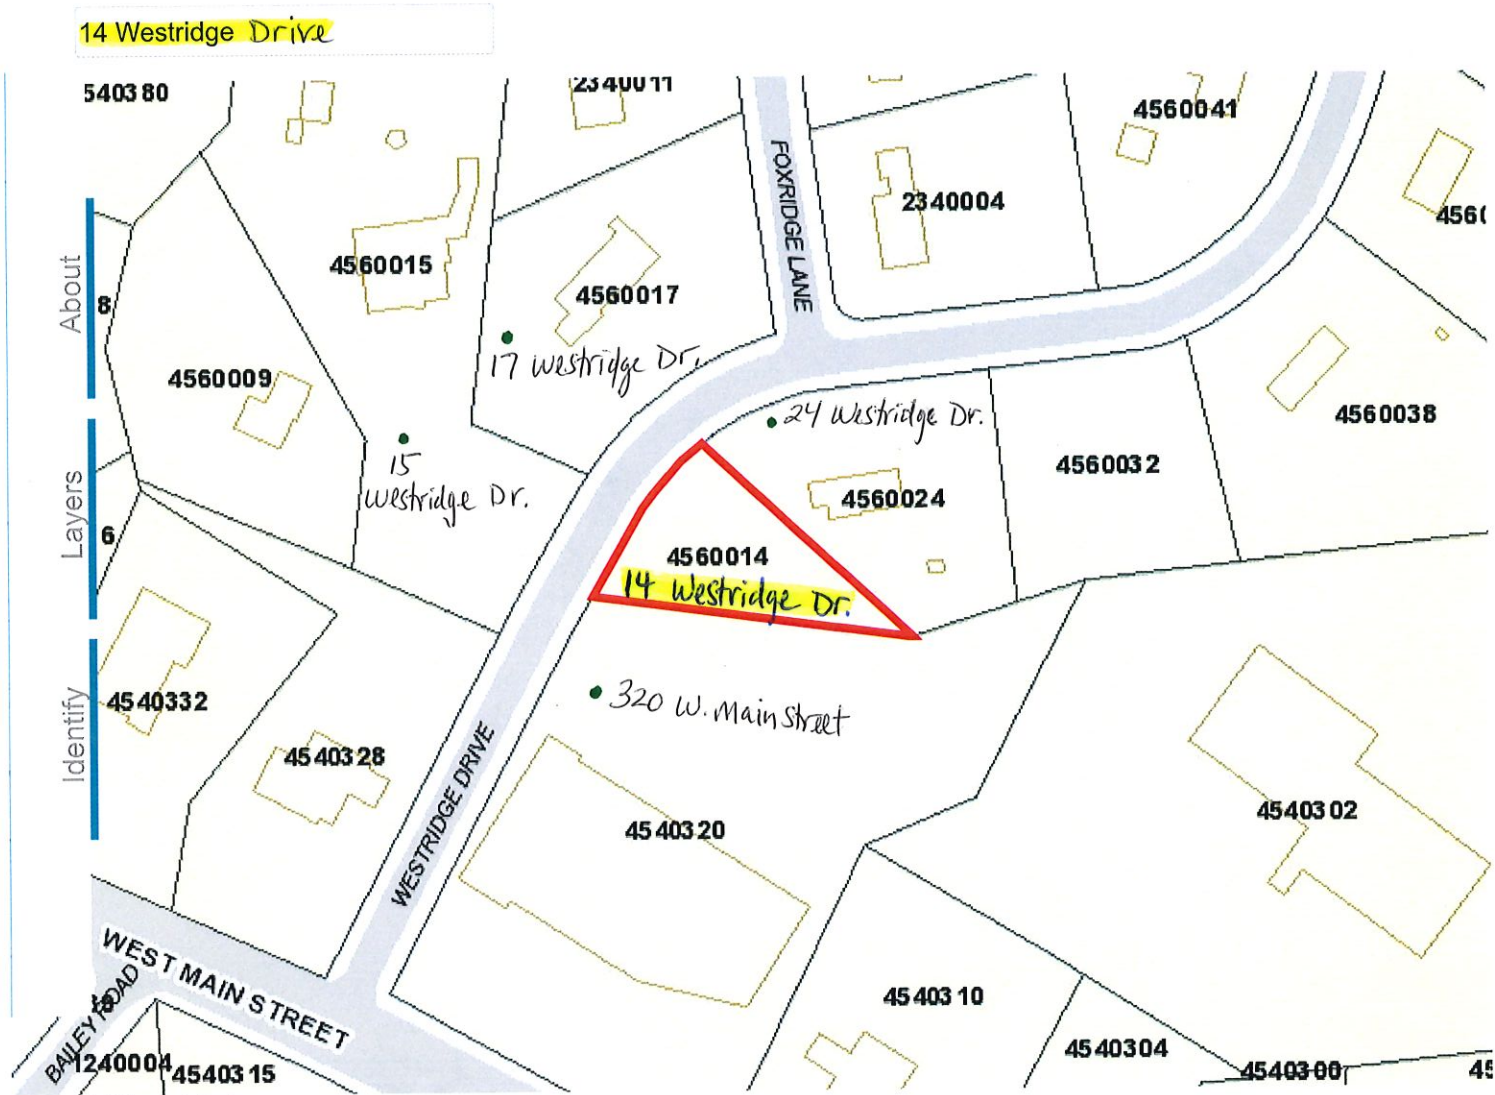 14 Westridge Drive
540380
2340011
4560041
FOXRIDGE LANE
2340004
About
4560015
8
4560017
17 Westridge Dr.
4560009
24 Westridge Dr.
4560038
15
Westridge Dr.
4560032
Layers
4560024
6
4560014
14 Westridge Dr.
Identify
4540332
320 W. Main Street
4540328
WESTRIDGE DRIVE
4540320
4540302
WEST MAIN STREET
BAILEY ROAD
4540310
4540304
1240004
4540315
4540300